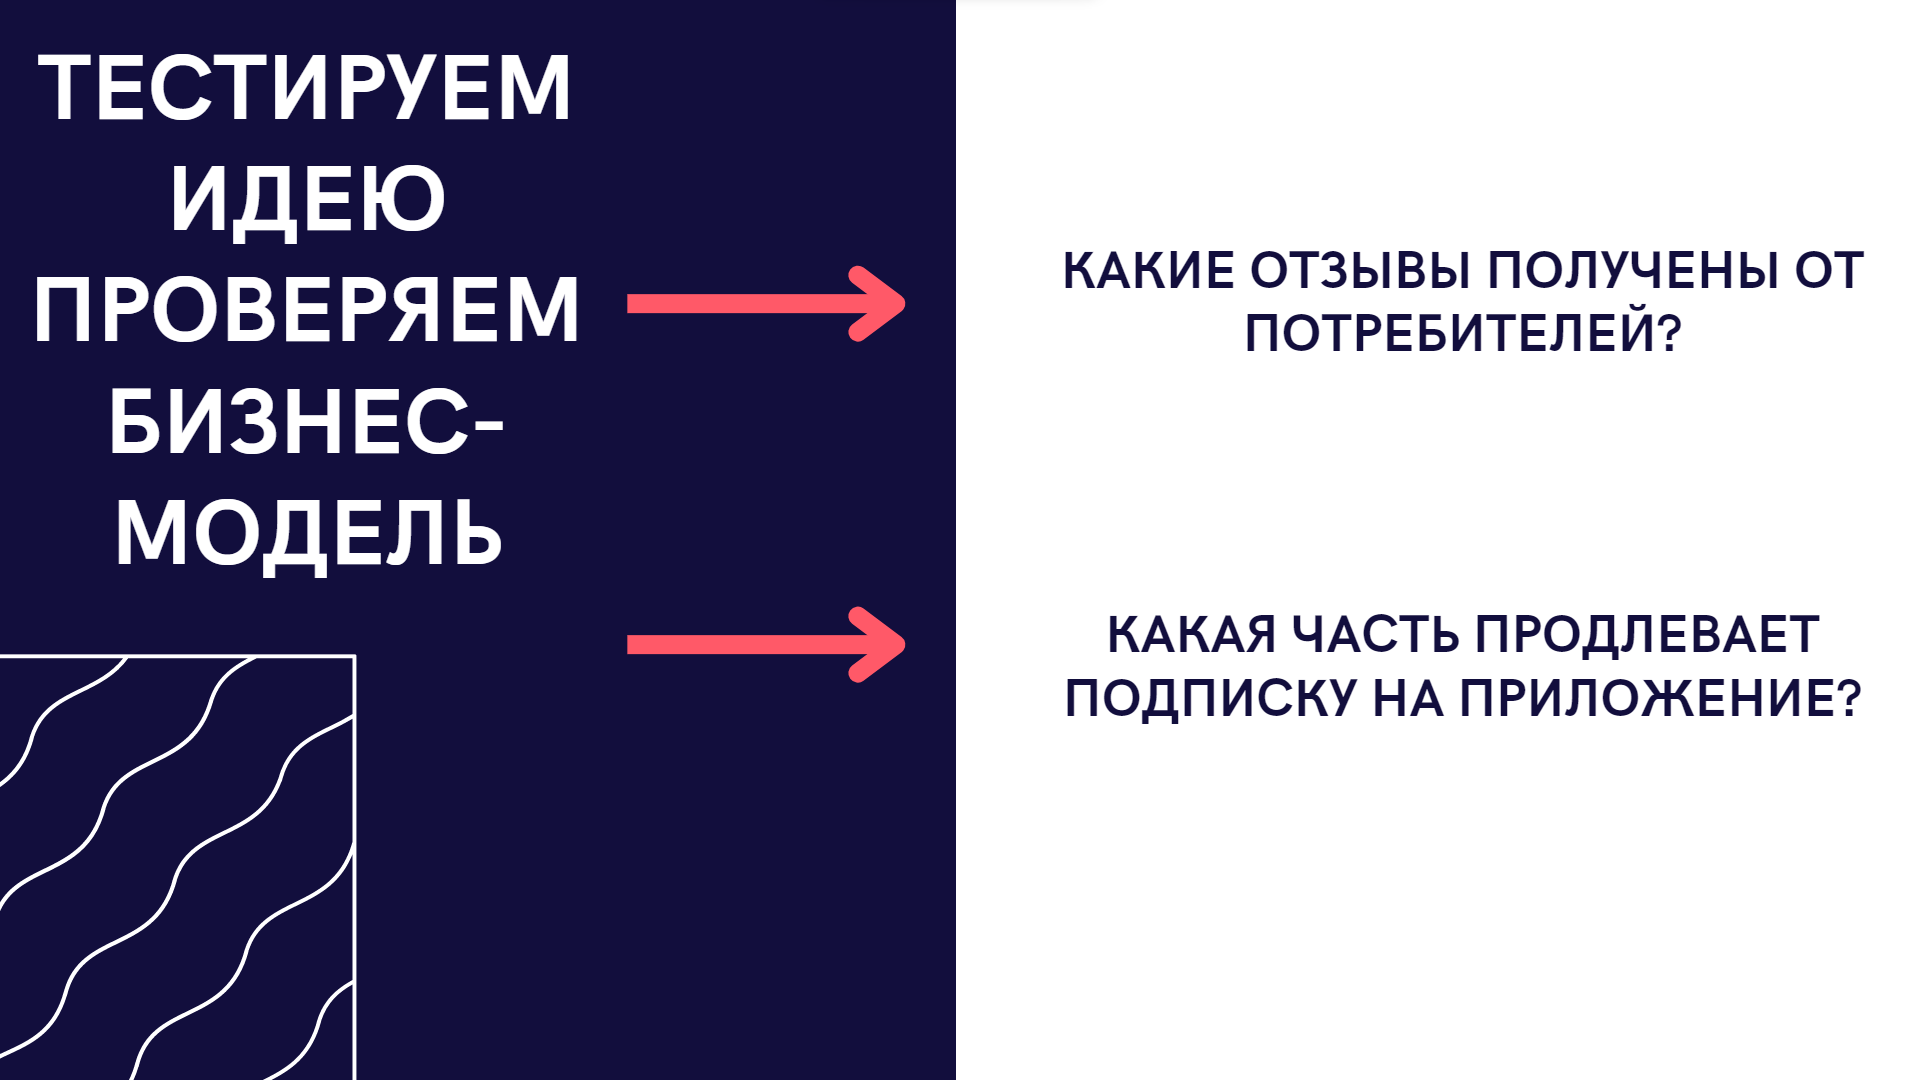 ТЕСТИРУЕМ
ИДЕЮ
ПРОВЕРЯЕМ
БИЗНЕС-
МОДЕЛЬ
КАКИЕ ОТЗЫВЫ ПОЛУЧЕНЫ ОТ
ПОТРЕБИТЕЛЕЙ?
КАКАЯ ЧАСТЬ ПРОДЛЕВАЕТ
ПОДПИСКУ НА ПРИЛОЖЕНИЕ?